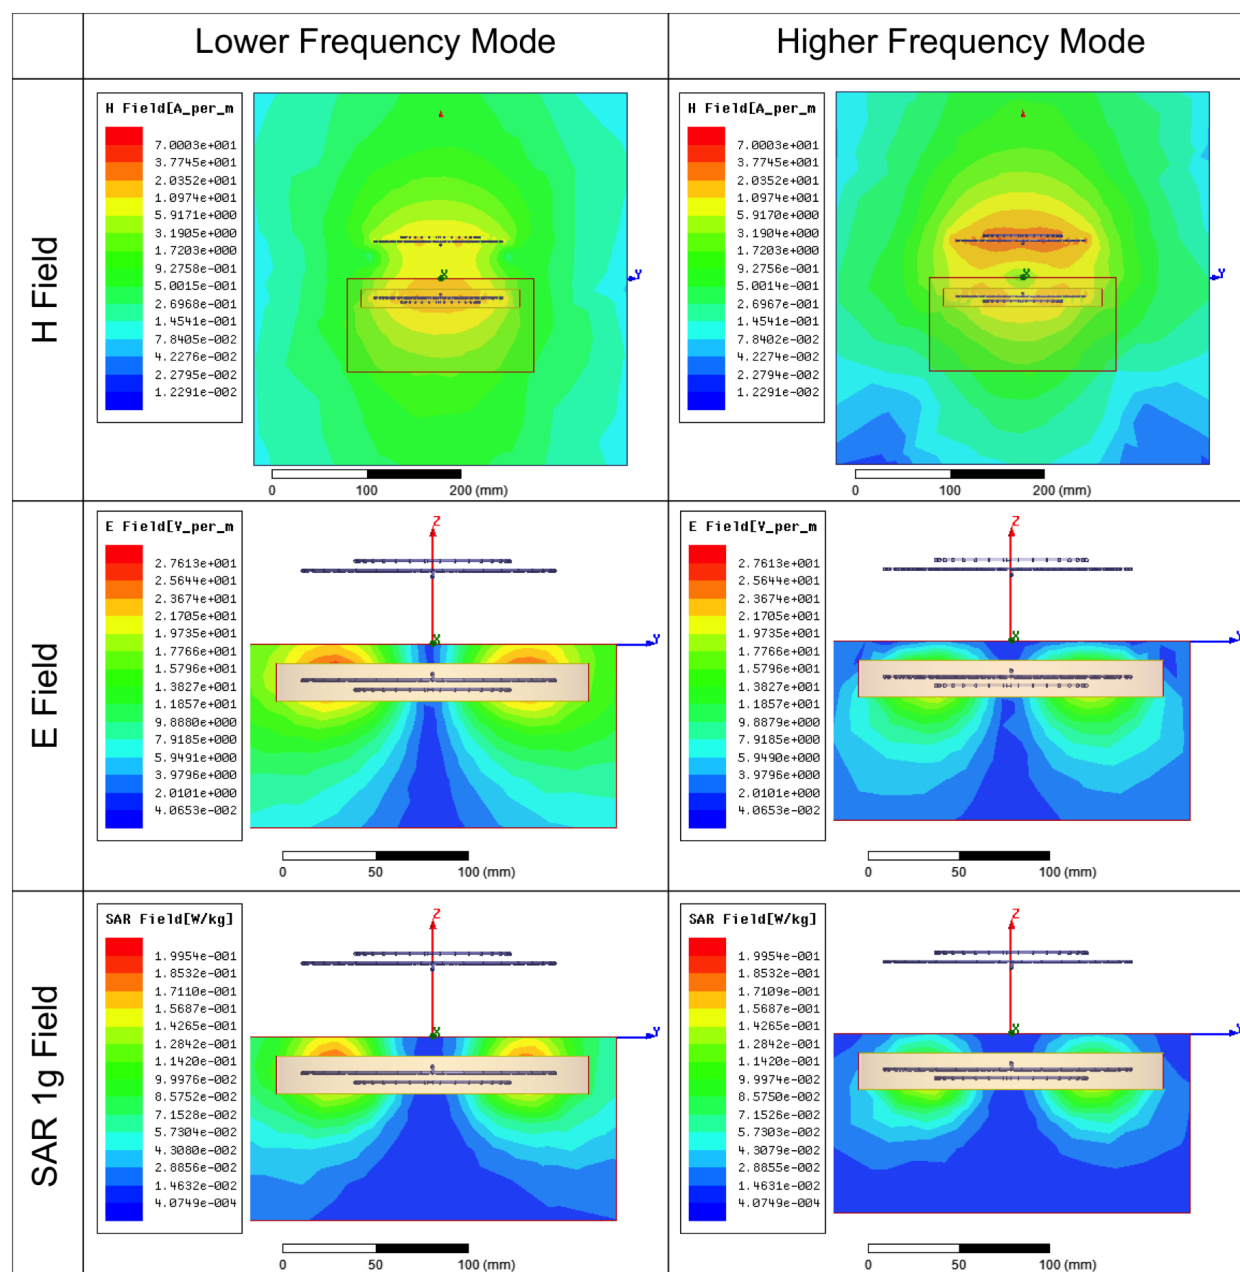 Lower Frequency Mode
Higher Frequency Mode
H Field
H Field[A_per_m
7.0003e+001
3.7745e+001
2.0352e+001
1.0974e+001
5.9171e+000
3.1905e+000
1.7203e+000
9.2758e-001
5.0015e-001
2.6968e-001
1.4541e-001
7.8405e-002
4.2276e-002
2.2795e-002
1.2291e-002
X
Y
0
100
200 (mm)
H Field[A_per_m
7.0003e+001
3.7745e+001
2.0352e+001
1.0974e+001
5.9170e+000
3.1904e+000
1.7203e+000
9.2756e-001
5.0014e-001
2.6967e-001
1.4541e-001
7.8402e-002
4.2274e-002
2.2794e-002
1.2291e-002
X
Y
0
100
200 (mm)
E Field
E Field[V_per_m
2.7613e+001
2.5644e+001
2.3674e+001
2.1705e+001
1.9735e+001
1.7766e+001
1.5796e+001
1.3827e+001
1.1857e+001
9.8880e+000
7.9185e+000
5.9491e+000
3.9796e+000
2.0101e+000
4.0653e-002
Z
X
Y
0
50
100 (mm)
E Field[V_per_m
2.7613e+001
2.5644e+001
2.3674e+001
2.1705e+001
1.9735e+001
1.7766e+001
1.5796e+001
1.3827e+001
1.1857e+001
9.8879e+000
7.9185e+000
5.9490e+000
3.9796e+000
2.0101e+000
4.0653e-002
Z
X
Y
0
50
100 (mm)
SAR 1g Field
SAR Field[W/kg]
1.9954e-001
1.8532e-001
1.7110e-001
1.5687e-001
1.4265e-001
1.2842e-001
1.1420e-001
9.9976e-002
8.5752e-002
7.1528e-002
5.7304e-002
4.3080e-002
2.8856e-002
1.4632e-002
4.0749e-004
Z
X
Y
0
50
100 (mm)
SAR Field[W/kg]
1.9954e-001
1.8532e-001
1.7109e-001
1.5687e-001
1.4265e-001
1.2842e-001
1.1420e-001
9.9974e-002
8.5750e-002
7.1526e-002
5.7303e-002
4.3079e-002
2.8855e-002
1.4631e-002
4.0749e-004
Z
X
Y
0
50
100 (mm)